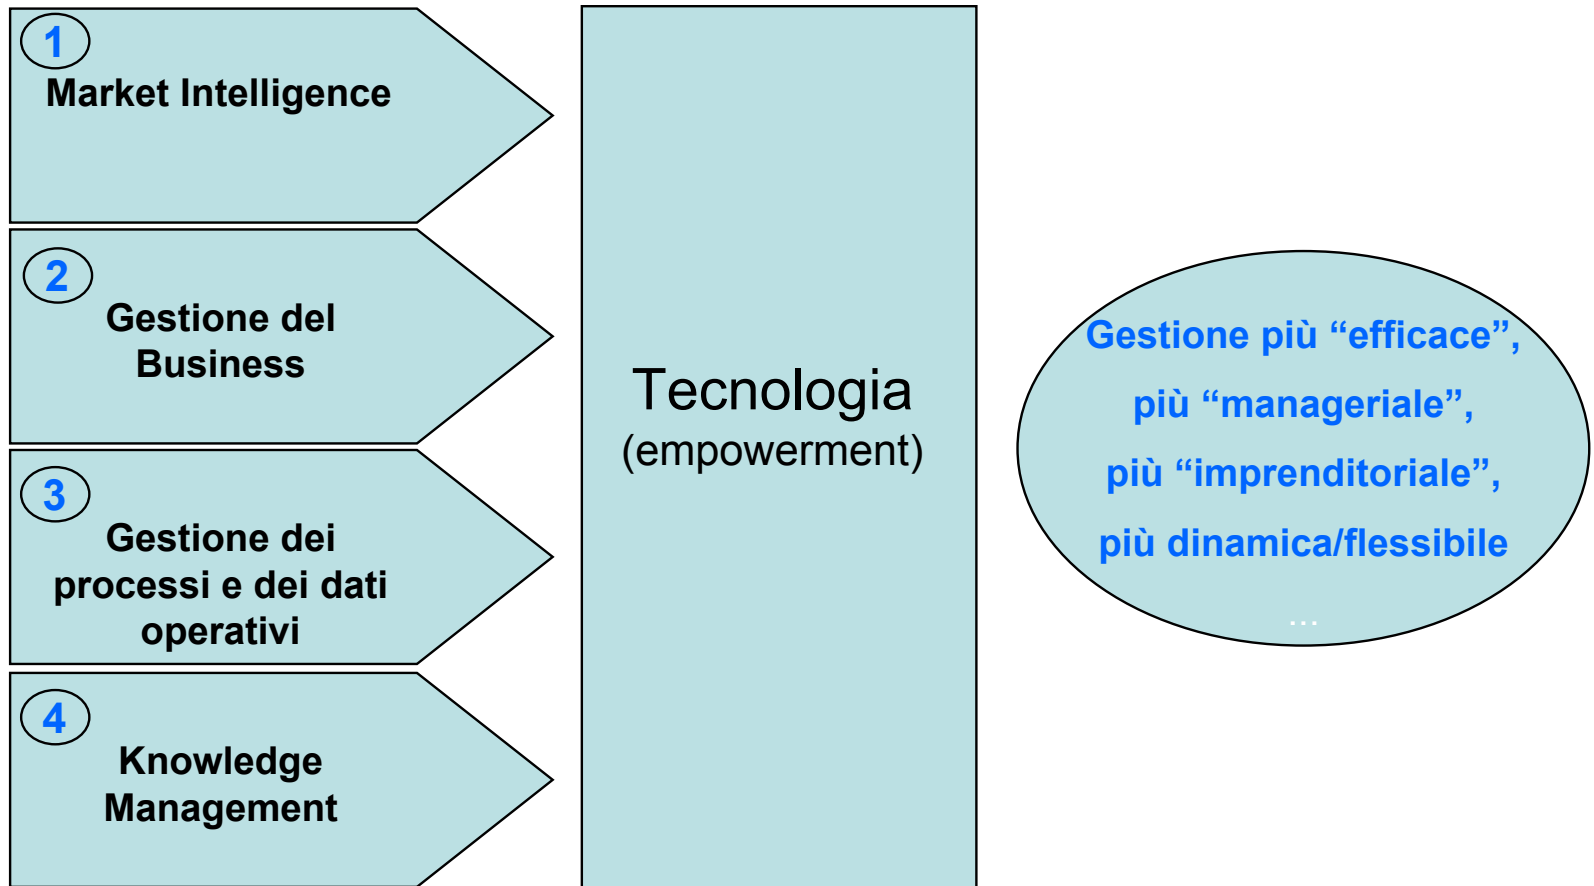 1
Market Intelligence
2
Gestione del
Business
3
Gestione dei
processi e dei dati
operativi
4
Knowledge
Management
Tecnologia
(empowerment)
Gestione più “efficace”,
più “manageriale”,
più “imprenditoriale”,
più dinamica/flessibile
…